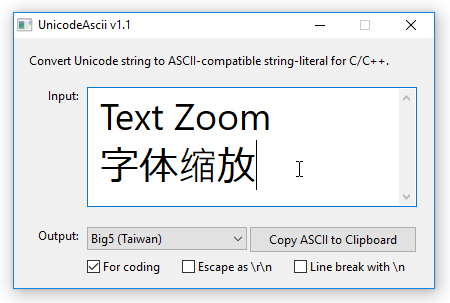 UnicodeAscii v1.1
Convert Unicode string to ASCII-compatible string-literal for C/C++.
Input:
Text Zoom
字体缩放
Output:
Big5 (Taiwan)
Copy ASCII to Clipboard
For coding
Escape as \r\n
Line break with \n